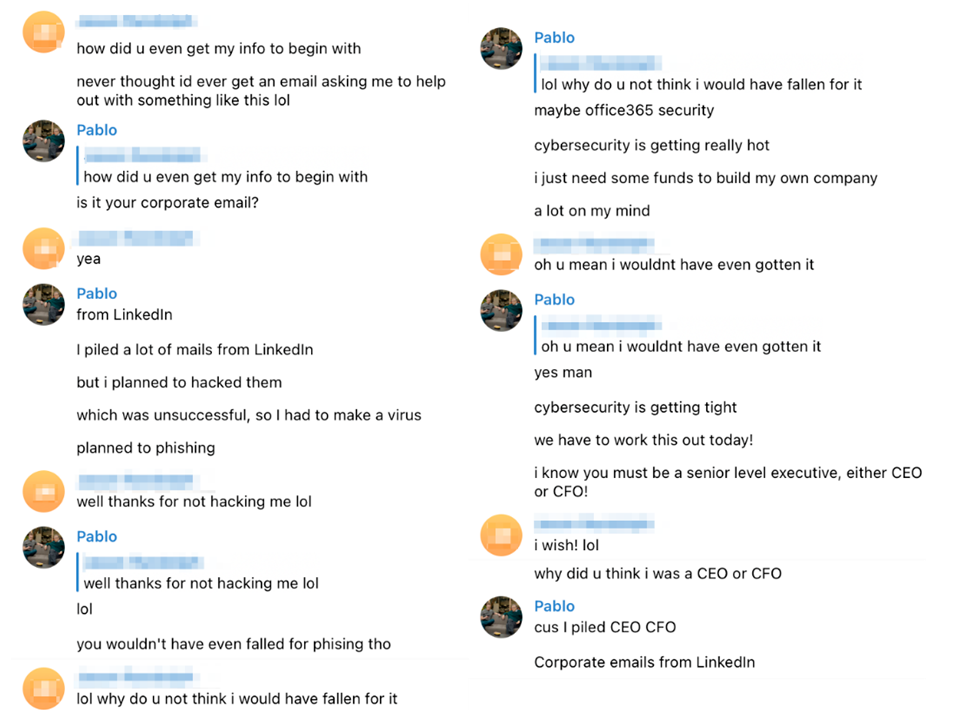 how did u even get my info to begin with
never thought id ever get an email asking me to help
out with something like this lol
Pablo
how did u even get my info to begin with
is it your corporate email?
yea
Pablo
from LinkedIn
I piled a lot of mails from LinkedIn
but i planned to hacked them
which was unsuccessful, so I had to make a virus
planned to phishing
well thanks for not hacking me lol
Pablo
well thanks for not hacking me lol
lol
you wouldn't have even falled for phising tho
lol why do u not think i would have fallen for it
Pablo
lol why do u not think i would have fallen for it
maybe office365 security
cybersecurity is getting really hot
i just need some funds to build my own company
a lot on my mind
oh u mean i wouldnt have even gotten it
Pablo
oh u mean i wouldnt have even gotten it
yes man
cybersecurity is getting tight
we have to work this out today!
i know you must be a senior level executive, either CEO
or CFO!
i wish! lol
why did u think i was a CEO or CFO
Pablo
cus I piled CEO CFO
Corporate emails from LinkedIn